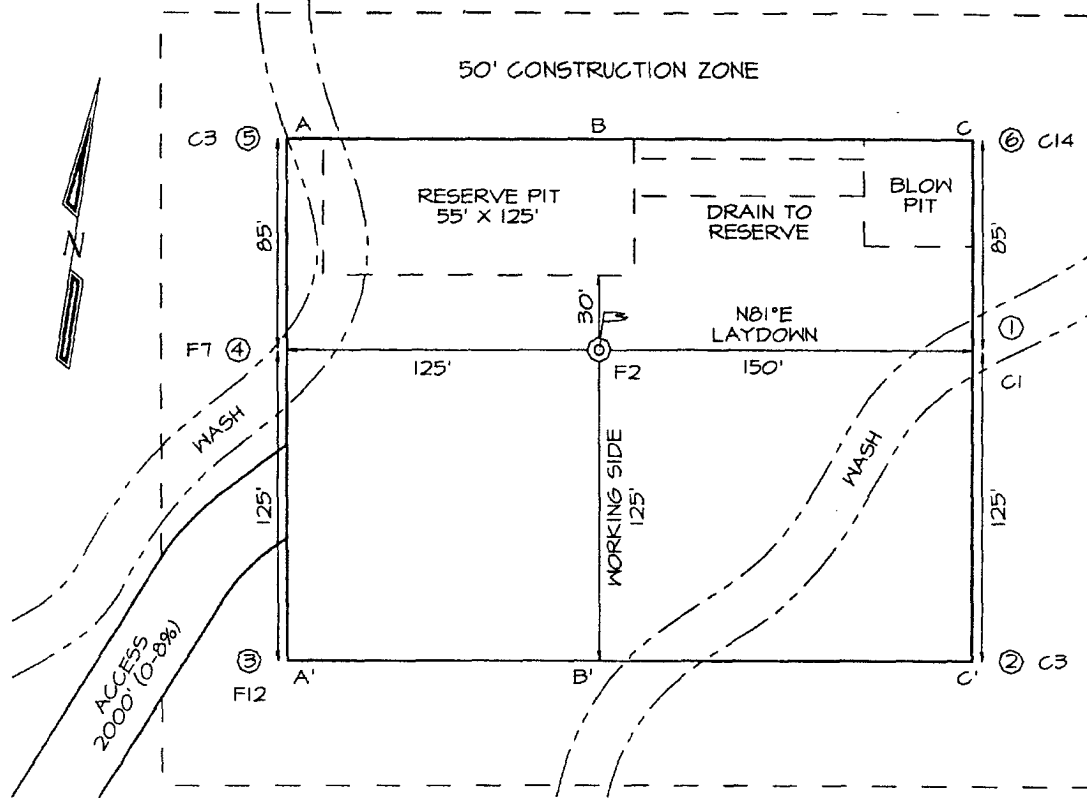 50' CONSTRUCTION ZONE
C3 ⑤ A B C ⑥ C14
RESERVE PIT
55' X 125'
BLOW
PIT
DRAIN TO
RESERVE
85'
85'
N
30'
N81°E
LAYDOWN
①
F7 ④
125'
F2
150'
C1
WASH
WASH
WORKING SIDE
125'
125'
125'
ACCESS
2000' (0-8%)
③ A' B' C' ② C3
F12